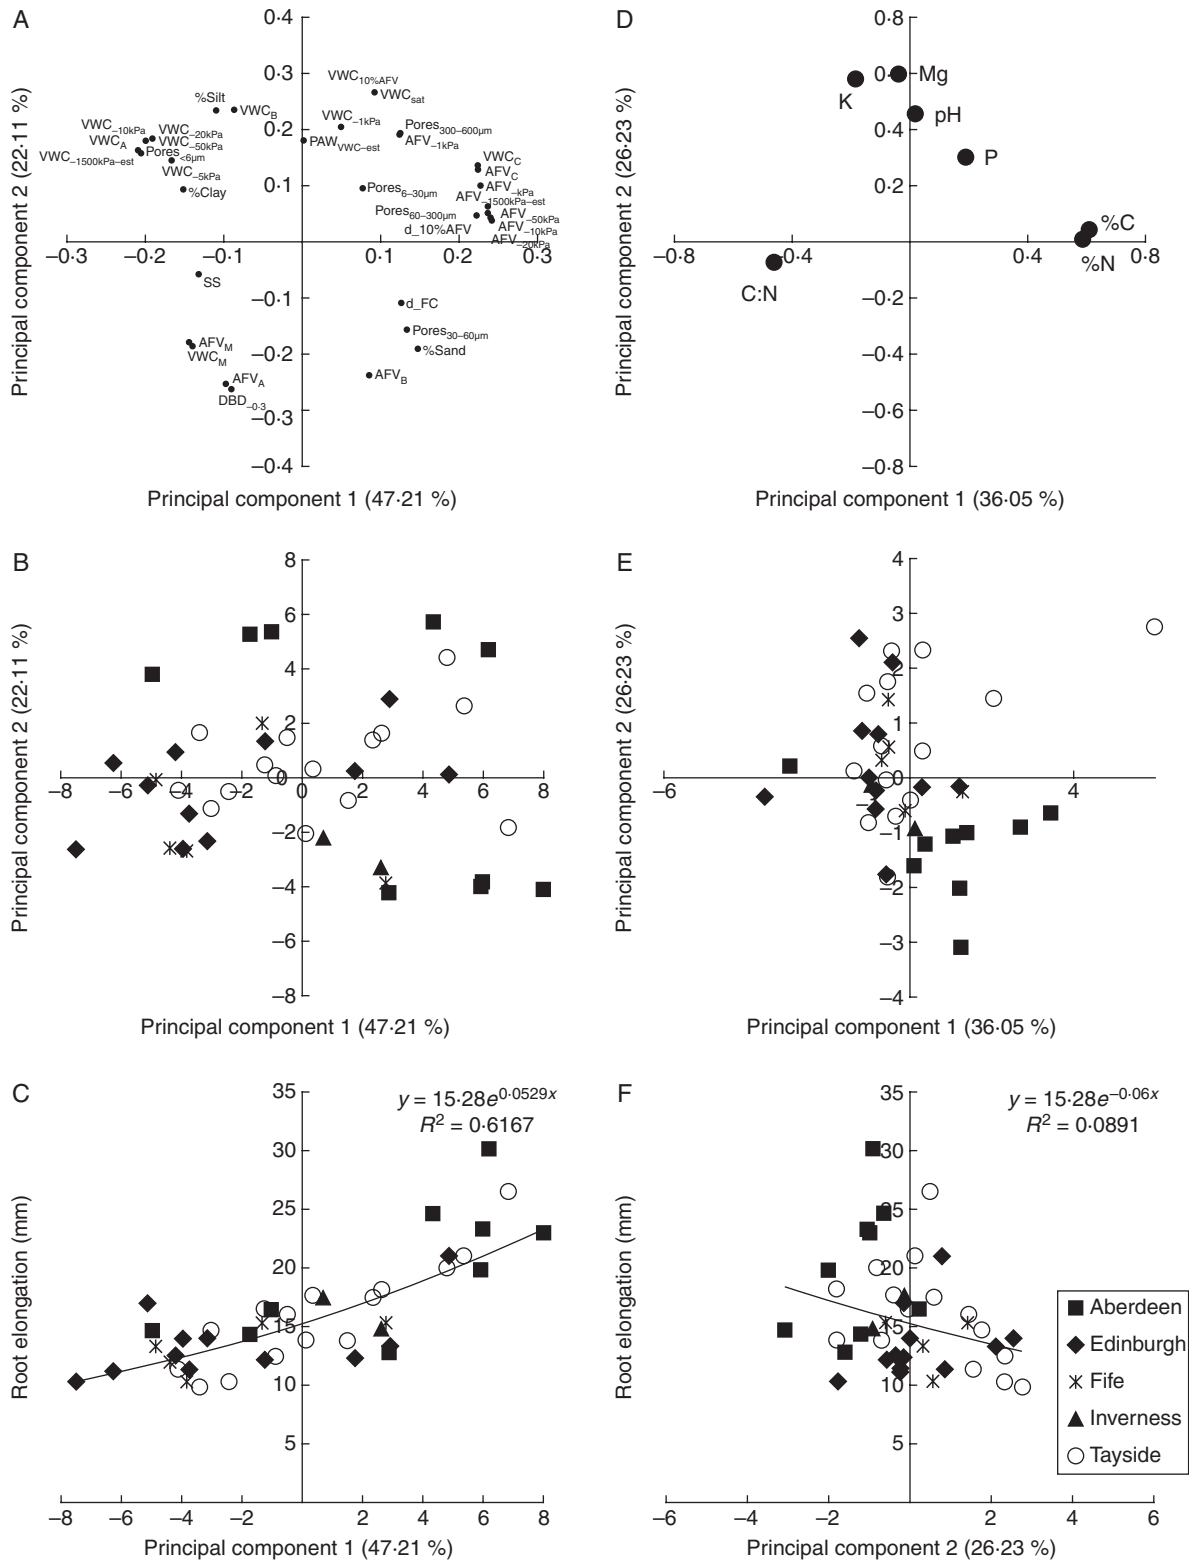 A
0·4
0·3
0·2
0·1
–0·1
–0·2
–0·3
–0·4
–0·3
–0·2
–0·1
0·1
0·2
0·3
Principal component 2 (22·11 %)
Principal component 1 (47·21 %)
VWC10%AFV
VWCsat
%Silt
VWCB
VWC–1kPa
Pores300–600µm
AFV–1kPa
PAWVWC–est
VWC–10kPa
VWC–20kPa
VWCA
VWC–50kPa
VWC–1500kPa–est
Pores<6µm
VWC–5kPa
%Clay
VWCC
AFVC
AFV–kPa
AFV–1500kPa–est
Pores6–30µm
Pores60–300µm
AFV–50kPa
d_10%AFV
AFV–10kPa
AFV–20kPa
SS
d_FC
Pores30–60µm
%Sand
AFVM
VWCM
AFVA
AFVB
DBD–0·3
D
0·8
0·4
0·2
–0·2
–0·4
–0·6
–0·8
–0·8
–0·4
0·4
0·8
Mg
K
pH
P
%C
%N
C:N
Principal component 2 (26·23 %)
Principal component 1 (36·05 %)
B
8
6
4
2
0
–2
–4
–6
–8
–8
–6
–4
–2
2
4
6
8
Principal component 2 (22·11 %)
Principal component 1 (47·21 %)
E
4
3
2
1
0
–1
–2
–3
–4
–6
4
Principal component 2 (26·23 %)
Principal component 1 (36·05 %)
C
y = 15·28e0·0529x
R2 = 0·6167
35
30
25
20
15
10
5
–8
–6
–4
–2
0
2
4
6
8
Root elongation (mm)
Principal component 1 (47·21 %)
F
y = 15·28e–0·06x
R2 = 0·0891
35
30
25
20
15
10
5
–6
–4
–2
0
2
4
6
Root elongation (mm)
Principal component 2 (26·23 %)
Aberdeen
Edinburgh
Fife
Inverness
Tayside